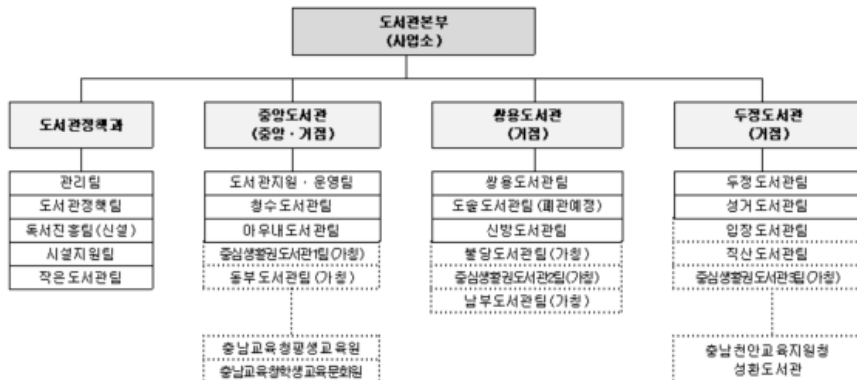 도서관본부
(사업소)
도서관정책과
관리팀
도서관정책팀
독서진흥팀(신설)
시설지원팀
작은도서관팀
중앙도서관
(중앙·거점)
도서관지원·운영팀
청수도서관팀
아우내도서관팀
중심생활권도서관1팀(가칭)
동부도서관팀(가칭)
충남교육청평생교육원
충남교육청학생교육문화원
쌍용도서관
(거점)
쌍용도서관팀
도솔도서관팀(폐관예정)
신방도서관팀
불당도서관팀(가칭)
중심생활권도서관2팀(가칭)
남부도서관팀(가칭)
두정도서관
(거점)
두정도서관팀
성거도서관팀
입장도서관팀
직산도서관팀
중심생활권도서관3팀(가칭)
충남천안교육지원청
성환도서관